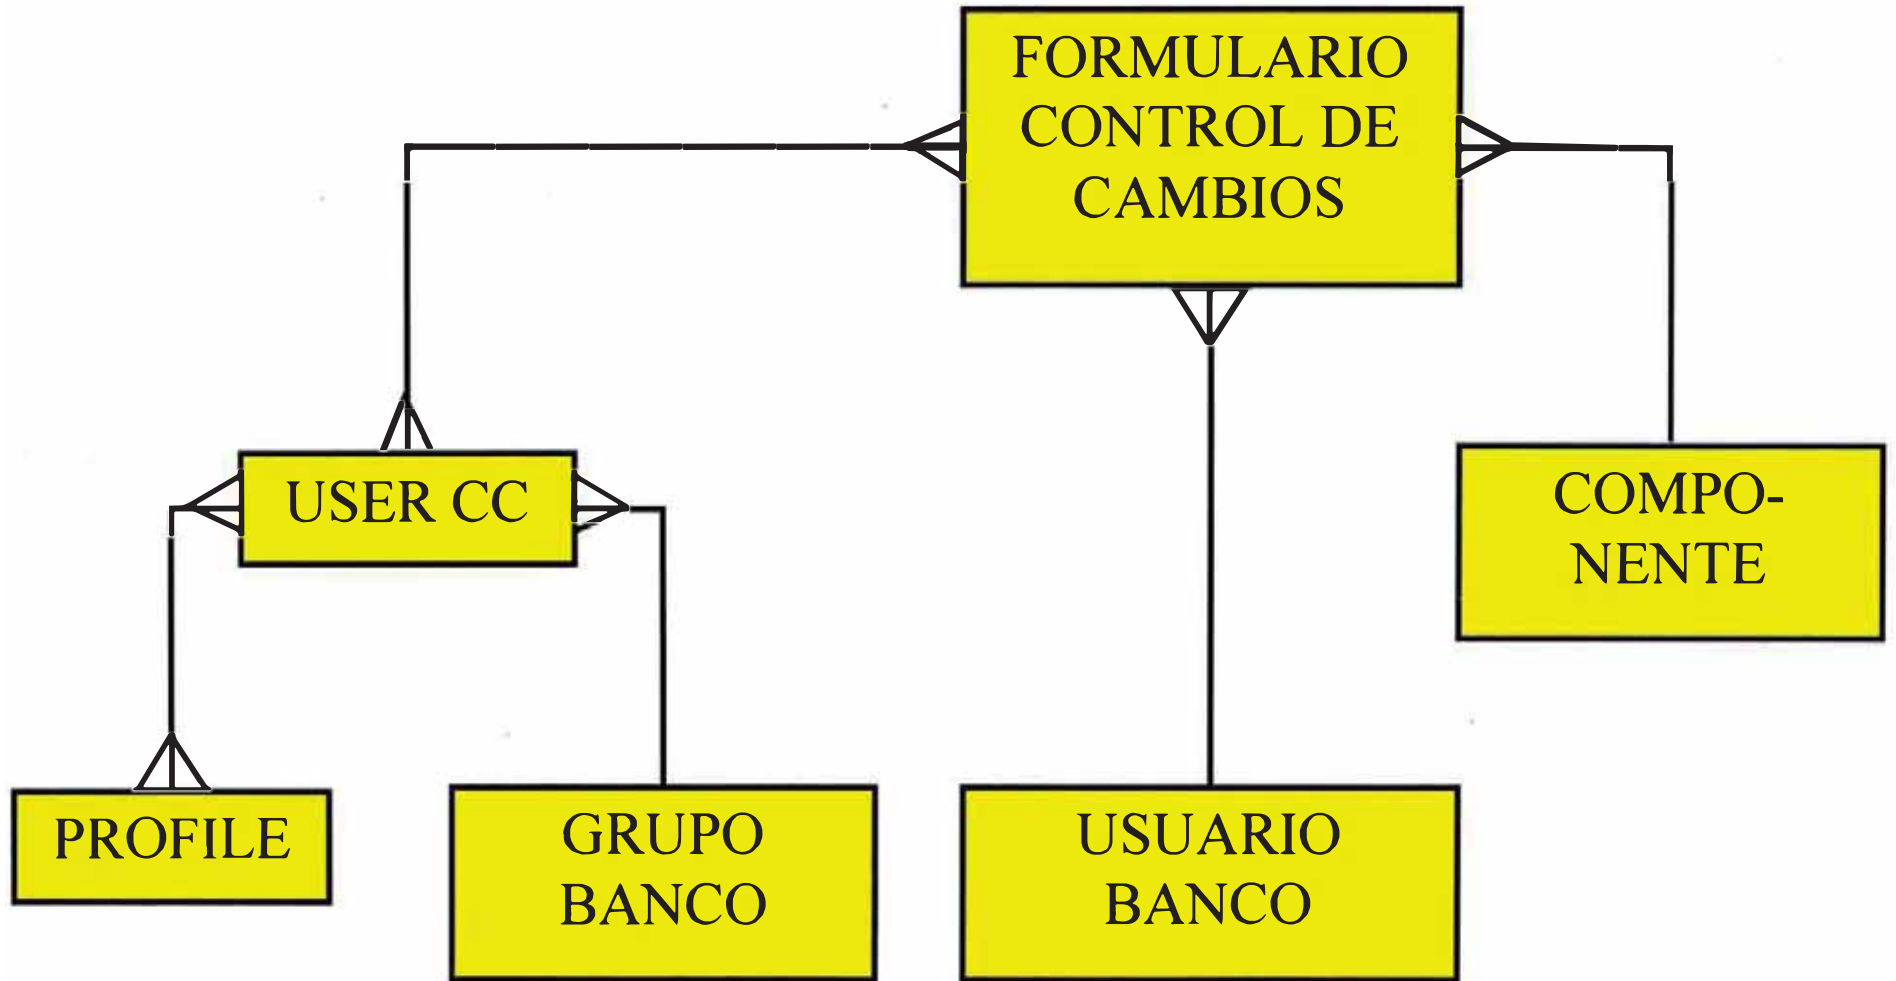 FORMULARIO
CONTROL DE
CAMBIOS
USER CC
COMPO-
NENTE
PROFILE
GRUPO
BANCO
USUARIO
BANCO